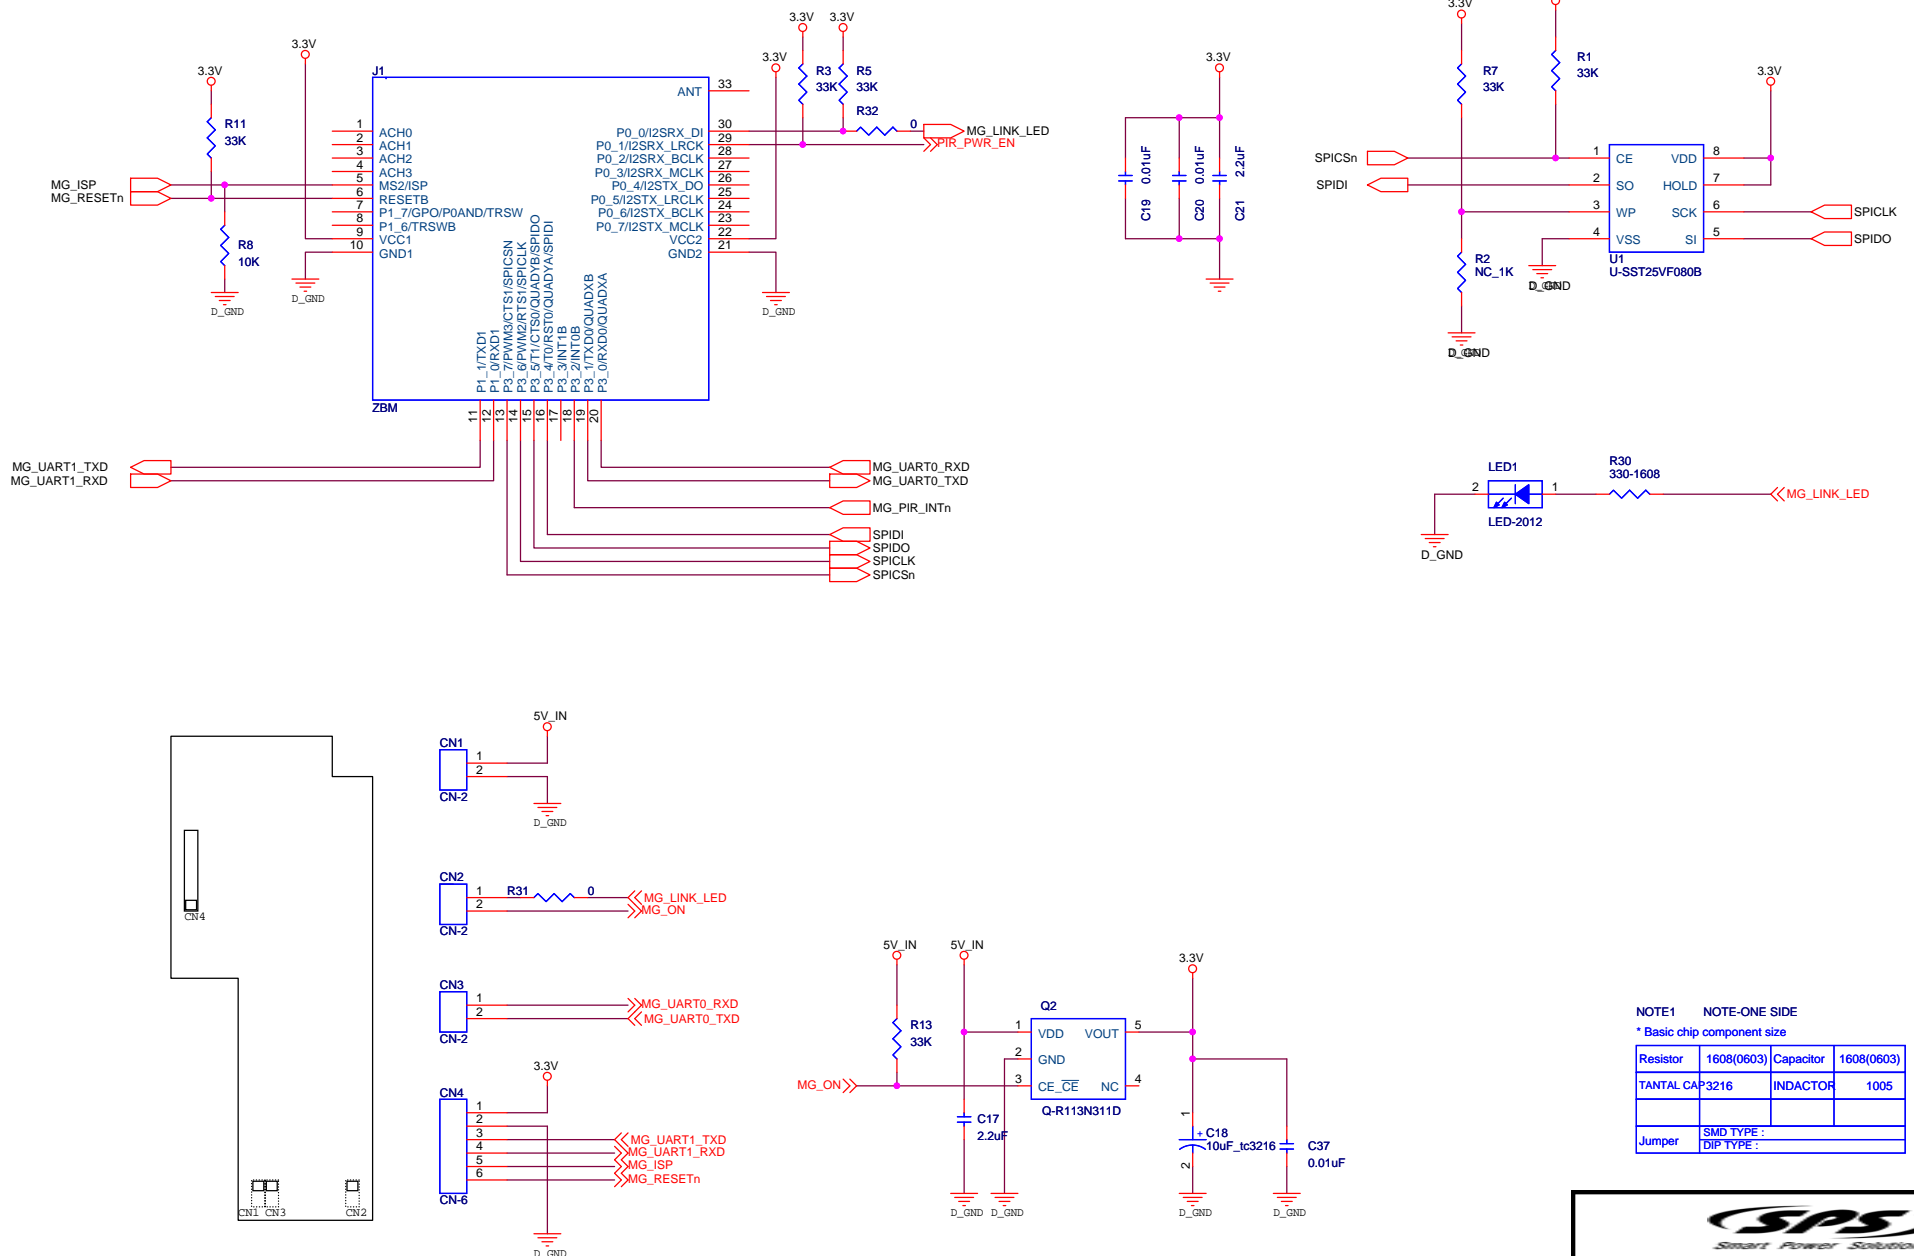 3.3V
3.3V
3.3V
3.3V
3.3V
3.3V
J1
ANT
33
R11
33K
1 ACH0
2 ACH1
3 ACH2
4 ACH3
5 MS2/ISP
6 RESETB
7 P1_7/GPO/P0AND/TRSW
8 P1_6/TRSWB
9 VCC1
10 GND1
MG_ISP
MG_RESETn
R8
10K
D_GND
D_GND
P0_0/I2SRX_DI 30
P0_1/I2SRX_LRCK 29
P0_2/I2SRX_BCLK 28
P0_3/I2SRX_MCLK 27
P0_4/I2STX_DO 26
P0_5/I2STX_LRCLK 25
P0_6/I2STX_BCLK 24
P0_7/I2STX_MCLK 23
VCC2 22
GND2 21
R3
33K
R5
33K
R32
0
MG_LINK_LED
PIR_PWR_EN
D_GND
P1_1/TXD1
P1_0/RXD1
P3_7/PWM3/CTS1/SPICSN
P3_6/PWM2/RTS1/SPICLK
P3_5/T1/CTS0/QUADYB/SPIDO
P3_4/T0/RST0/QUADYA/SPIDI
P3_3/INT1B
P3_2/INT0B
P3_1/TXD0/QUADXB
P3_0/RXD0/QUADXA
ZBM
11 12 13 14 15 16 17 18 19 20
MG_UART1_TXD
MG_UART1_RXD
MG_UART0_RXD
MG_UART0_TXD
MG_PIR_INTn
SPIDI
SPIDO
SPICLK
SPICSn
3.3V
C19 0.01uF
C20 0.01uF
C21 2.2uF
3.3V
R7
33K
R1
33K
3.3V
SPICSn
SPIDI
1 CE
2 SO
3 WP
4 VSS
VDD 8
HOLD 7
SCK 6
SI 5
SPICLK
SPIDO
U1
U-SST25VF080B
R2
NC_1K
D_GND
D_GND
LED1
2
1
LED-2012
R30
330-1608
MG_LINK_LED
D_GND
CN4
CN1
CN3
CN2
CN1
1
2
CN-2
5V_IN
D_GND
CN2
1
2
CN-2
R31
0
MG_LINK_LED
MG_ON
CN3
1
2
CN-2
MG_UART0_RXD
MG_UART0_TXD
3.3V
CN4
1
2
3
4
5
6
CN-6
MG_UART1_TXD
MG_UART1_RXD
MG_ISP
MG_RESETn
D_GND
5V_IN
5V_IN
3.3V
R13
33K
MG_ON
Q2
1 VDD
2 GND
3 CE_CE
VOUT 5
NC 4
Q-R113N311D
C17
2.2uF
1
+
C18
10uF_tc3216
2
C37
0.01uF
D_GND
D_GND
D_GND
D_GND
NOTE1 NOTE-ONE SIDE
* Basic chip component size
Resistor 1608(0603) Capacitor 1608(0603)
TANTAL CAP 3216 INDACTOR 1005
Jumper
SMD TYPE :
DIP TYPE :
SPS
Smart Power Solution